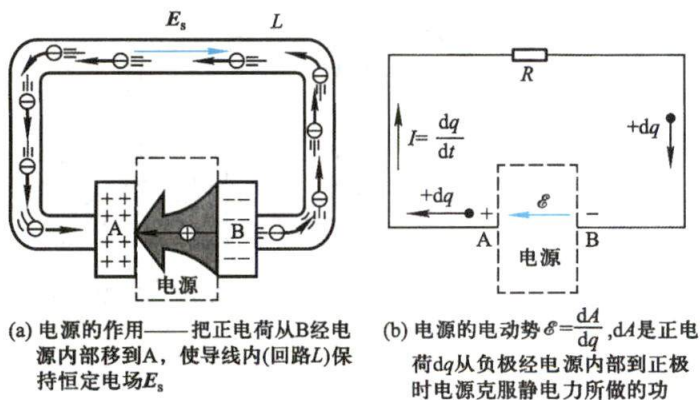 Eₛ L
A B
电源
(a) 电源的作用——把正电荷从B经电
源内部移到A，使导线内(回路L)保
持恒定电场Eₛ
R
I= dq/dt
+dq
+dq
+ ℰ −
A B
电源
(b) 电源的电动势ℰ=dA/dq,dA是正电
荷dq从负极经电源内部到正极
时电源克服静电力所做的功